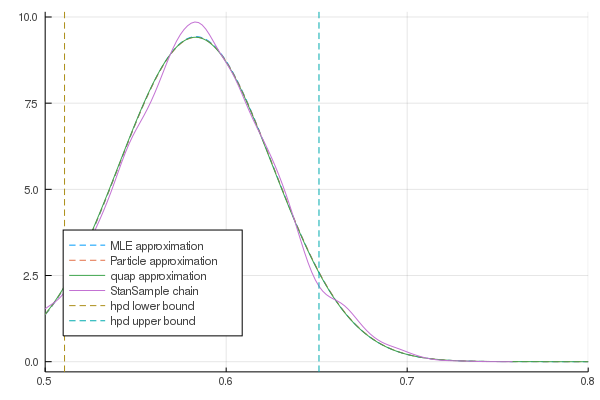 10.0
7.5
5.0
2.5
0.0
MLE approximation
Particle approximation
quap approximation
StanSample chain
hpd lower bound
hpd upper bound
0.5 0.6 0.7 0.8